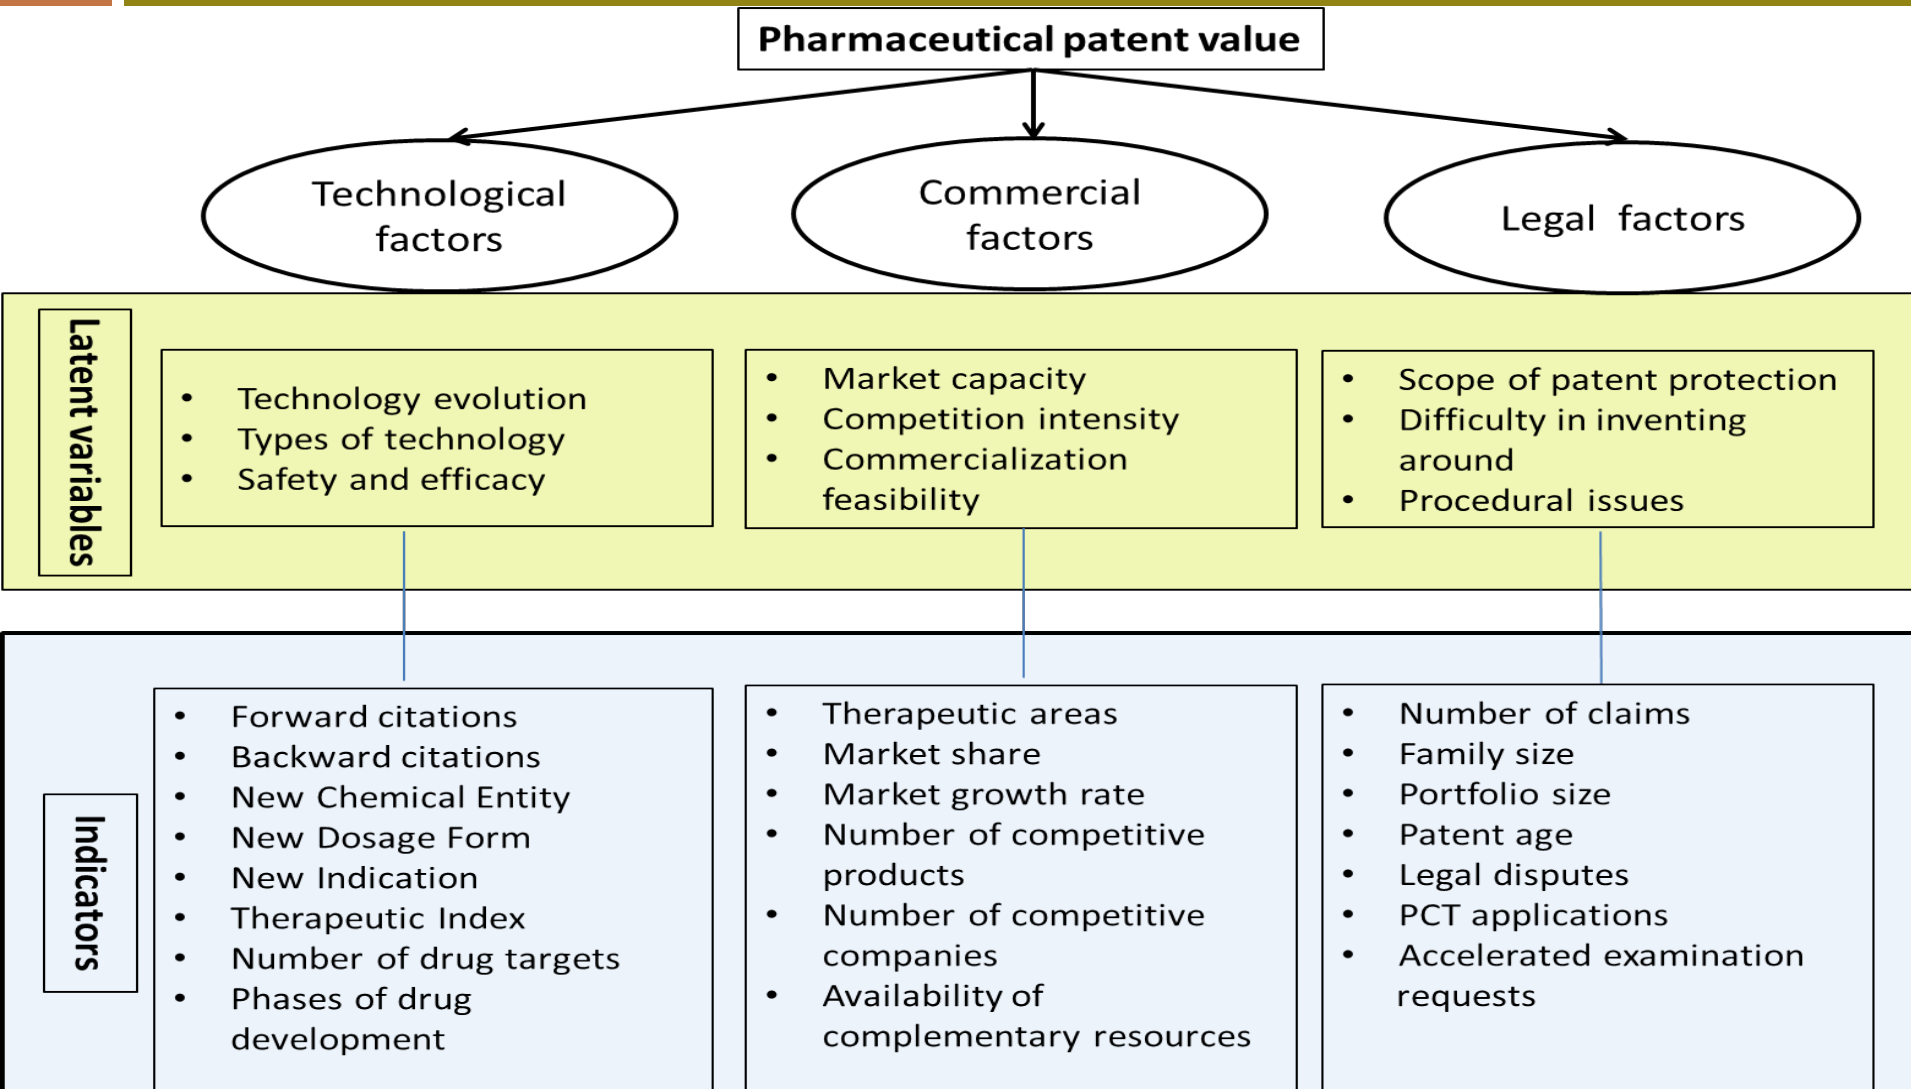 Pharmaceutical patent value
Technological
factors
Commercial
factors
Legal factors
Latent variables
• Technology evolution
• Types of technology
• Safety and efficacy
• Market capacity
• Competition intensity
• Commercialization
feasibility
• Scope of patent protection
• Difficulty in inventing
around
• Procedural issues
Indicators
• Forward citations
• Backward citations
• New Chemical Entity
• New Dosage Form
• New Indication
• Therapeutic Index
• Number of drug targets
• Phases of drug
development
• Therapeutic areas
• Market share
• Market growth rate
• Number of competitive
products
• Number of competitive
companies
• Availability of
complementary resources
• Number of claims
• Family size
• Portfolio size
• Patent age
• Legal disputes
• PCT applications
• Accelerated examination
requests